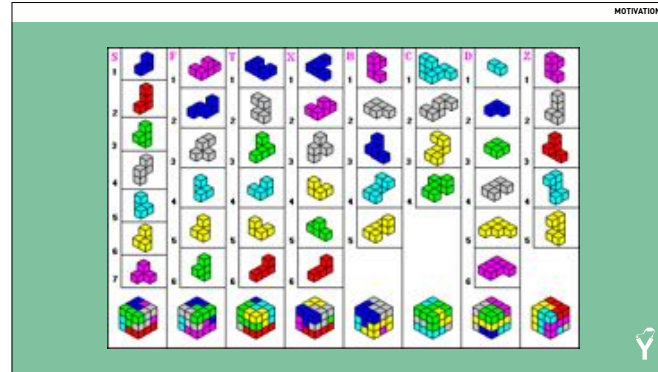 MOTIVATION
S F T X B C D Z
1 1 1 1 1 1 1 1
2 2 2 2 2 2 2 2
3 3 3 3 3 3 3 3
4 4 4 4 4 4 4 4
5 5 5 5 5 5 5
6 6 6 6 6
7
Y